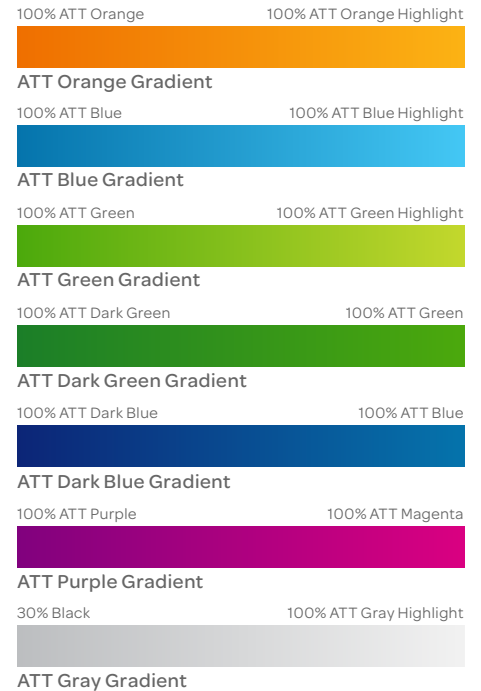 100% ATT Orange 100% ATT Orange Highlight
ATT Orange Gradient
100% ATT Blue 100% ATT Blue Highlight
ATT Blue Gradient
100% ATT Green 100% ATT Green Highlight
ATT Green Gradient
100% ATT Dark Green 100% ATT Green
ATT Dark Green Gradient
100% ATT Dark Blue 100% ATT Blue
ATT Dark Blue Gradient
100% ATT Purple 100% ATT Magenta
ATT Purple Gradient
30% Black 100% ATT Gray Highlight
ATT Gray Gradient